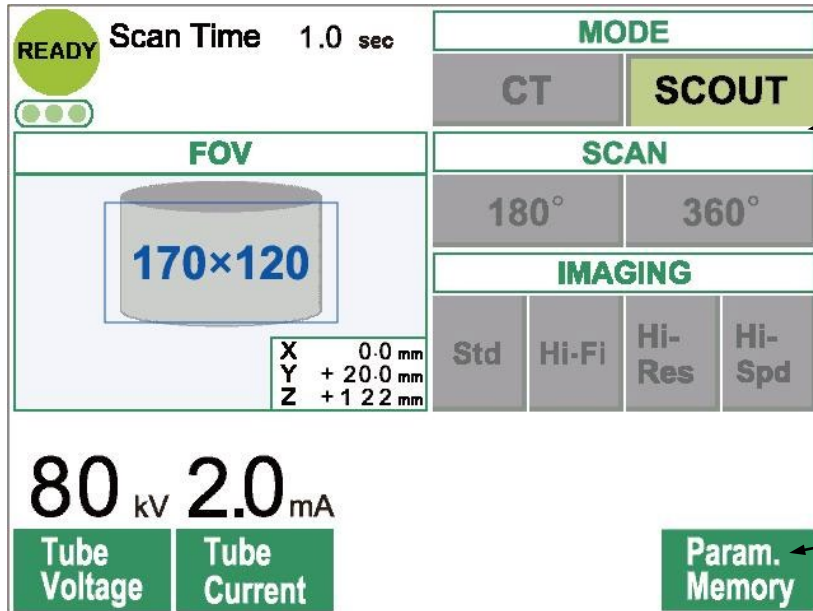 READY
Scan Time 1.0 sec
MODE
CT
SCOUT
FOV
170×120
X 0.0 mm
Y + 20.0 mm
Z +122 mm
SCAN
180°
360°
IMAGING
Std
Hi-Fi
Hi-
Res
Hi-
Spd
80 kV
2.0 mA
Tube
Voltage
Tube
Current
Param.
Memory